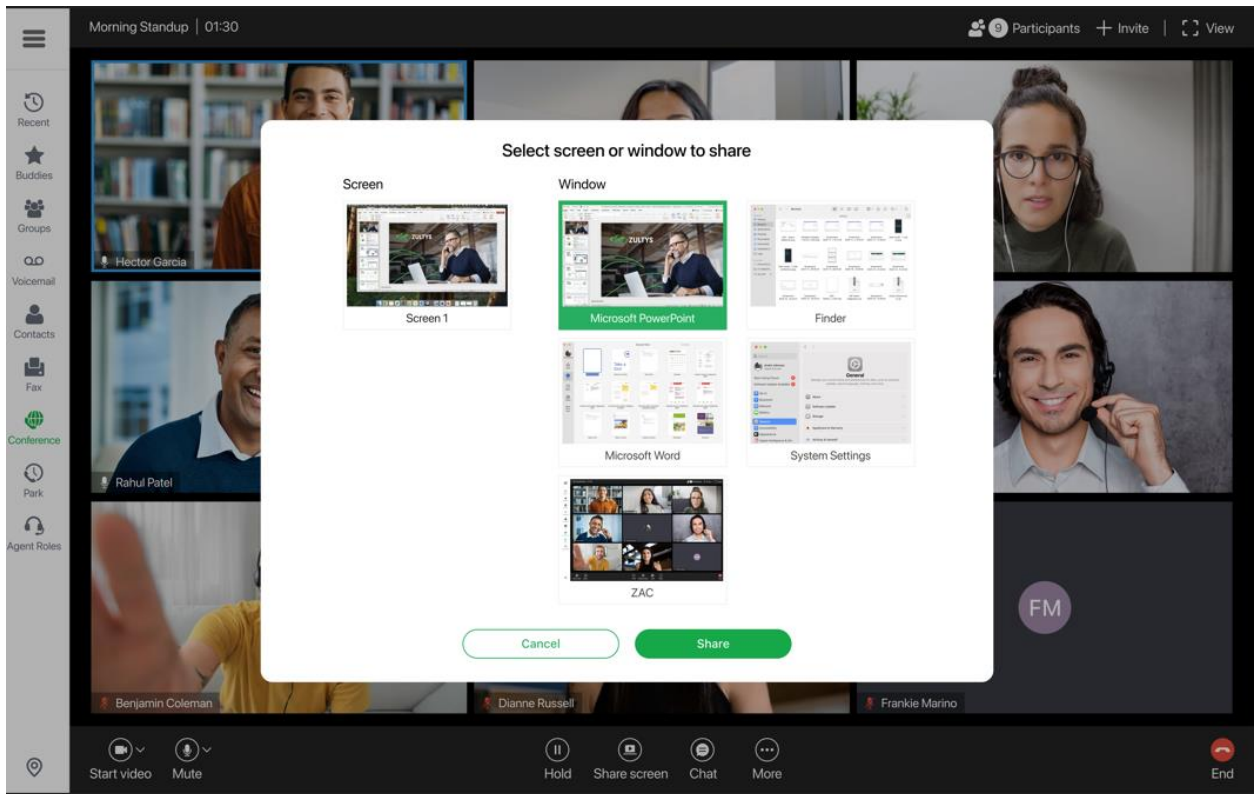 Morning Standup | 01:30
9 Participants
Invite
View
Recent
Buddies
Groups
Voicemail
Contacts
Fax
Conference
Park
Agent Roles
Hector Garcia
Rahul Patel
Benjamin Coleman
Dianne Russell
FM
Frankie Marino
Select screen or window to share
Screen
Window
ZULTYS
Screen 1
ZULTYS
Microsoft PowerPoint
Finder
Microsoft Word
General
System Settings
ZAC
Cancel
Share
Start video
Mute
Hold
Share screen
Chat
More
End